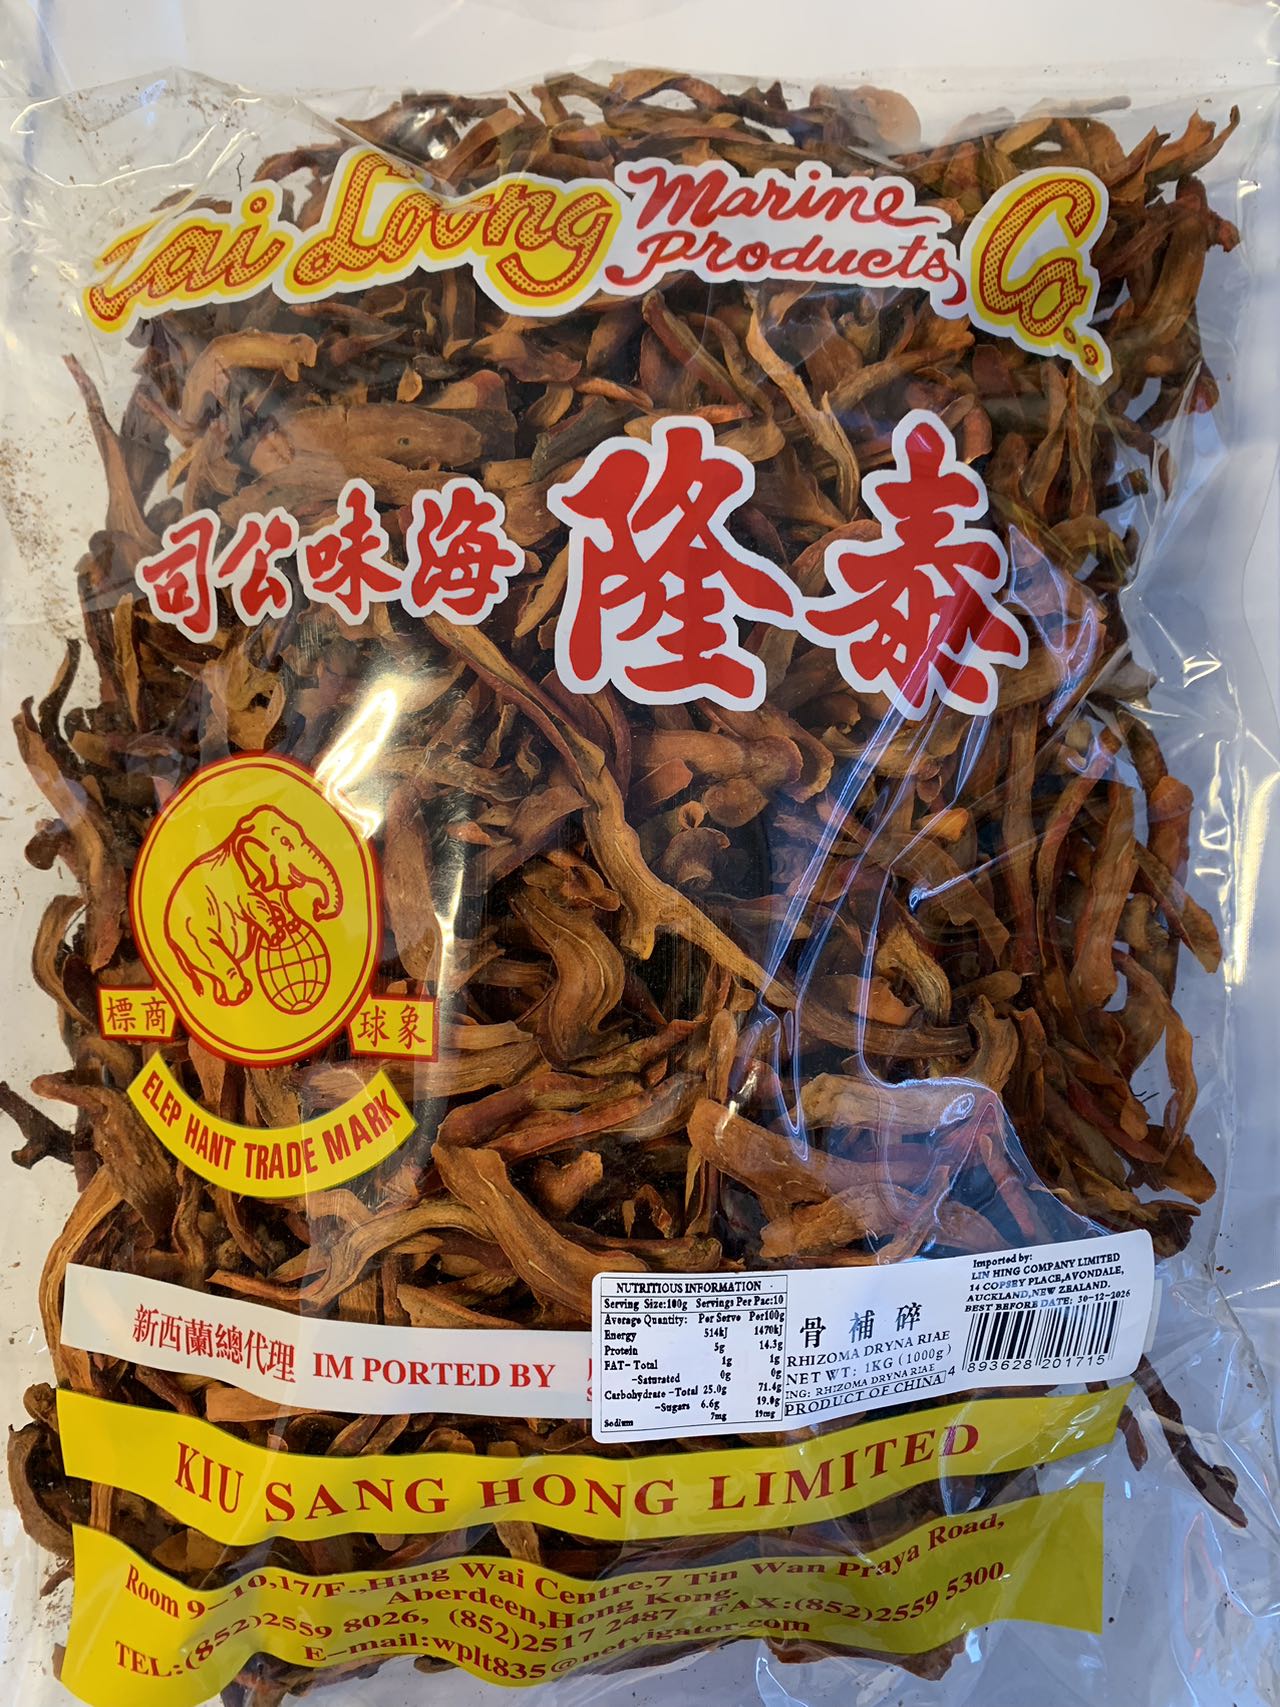 Tai Loong Marine Products Co.
司公味海 隆泰
標商 球象
ELEP HANT TRADE MARK
新西蘭總代理 IM PORTED BY
NUTRITIOUS INFORMATION
Serving Size:100g Servings Per Pac:10
Average Quantity: Per Serve Per100g
Energy 514kJ 1470kJ
Protein 5g 14.3g
FAT-Total 1g 1g
-Saturated 0g 0g
Carbohydrate-Total 25.0g 71.4g
-Sugars 6.6g 19.0g
Sodium 7mg 19mg
骨補碎
RHIZOMA DRYNA RIAE
NET WT: 1KG (1000g)
ING: RHIZOMA DRYNA RIAE
PRODUCT OF CHINA
Imported by:
LIN HING COMPANY LIMITED
14 COPSEY PLACE,AVONDALE,
AUCKLAND,NEW ZEALAND.
BEST BEFORE DATE: 30-12-2026
4 893628 201715
KIU SANG HONG LIMITED
Room 9-10,17/F.,Hing Wai Centre,7 Tin Wan Praya Road,
Aberdeen,Hong Kong.
TEL:(852)2559 8026, (852)2517 2487 FAX:(852)2559 5300
E-mail:wplt835@netvigator.com